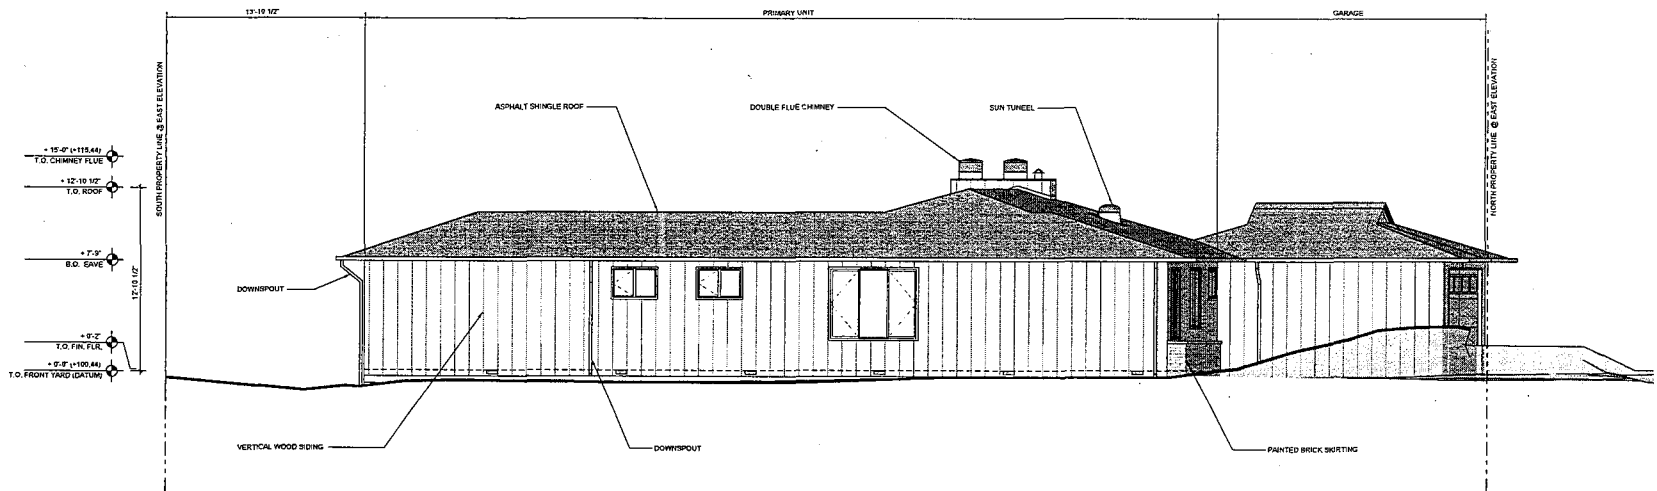 13'-10 1/2"
PRIMARY UNIT
GARAGE
SOUTH PROPERTY LINE @ EAST ELEVATION
NORTH PROPERTY LINE @ EAST ELEVATION
ASPHALT SHINGLE ROOF
DOUBLE FLUE CHIMNEY
SUN TUNEEL
+ 15'-0" (+115.44)
T.O. CHIMNEY FLUE
+ 12'-10 1/2"
T.O. ROOF
+ 7'-9"
B.O. EAVE
12'-10 1/2"
DOWNSPOUT
+ 0'-2"
T.O. FIN. FLR.
+ 0'-0" (+100.44)
T.O. FRONT YARD (DATUM)
VERTICAL WOOD SIDING
DOWNSPOUT
PAINTED BRICK SKIRTING